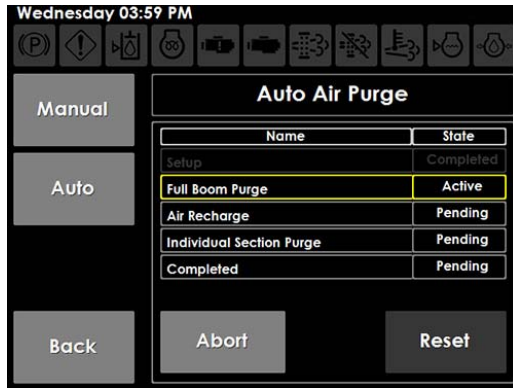 Wednesday 03:59 PM
Manual
Auto Air Purge
Name State
Setup Completed
Auto
Full Boom Purge Active
Air Recharge Pending
Individual Section Purge Pending
Completed Pending
Back
Abort
Reset